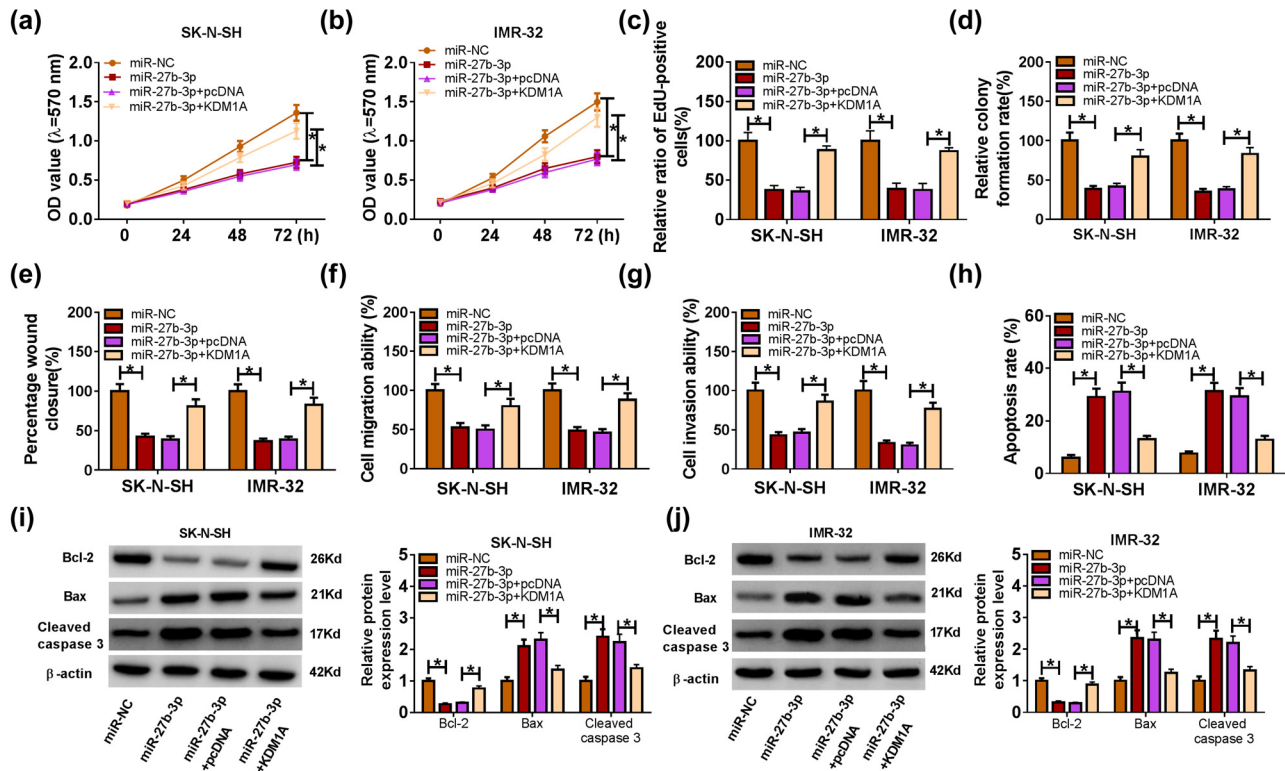 (a)
SK-N-SH
OD value (λ=570 nm)
2.0
1.5
1.0
0.5
0.0
miR-NC
miR-27b-3p
miR-27b-3p+pcDNA
miR-27b-3p+KDM1A
*
*
0 24 48 72 (h)
(b)
IMR-32
OD value (λ=570 nm)
2.0
1.5
1.0
0.5
0.0
miR-NC
miR-27b-3p
miR-27b-3p+pcDNA
miR-27b-3p+KDM1A
*
*
0 24 48 72 (h)
(c)
Relative ratio of EdU-positive
cells(%)
200
150
100
50
0
miR-NC
miR-27b-3p
miR-27b-3p+pcDNA
miR-27b-3p+KDM1A
* * * *
SK-N-SH IMR-32
(d)
Relative colony
formation rate(%)
200
150
100
50
0
miR-NC
miR-27b-3p
miR-27b-3p+pcDNA
miR-27b-3p+KDM1A
* * * *
SK-N-SH IMR-32
(e)
Percentage wound
closure(%)
200
150
100
50
0
miR-NC
miR-27b-3p
miR-27b-3p+pcDNA
miR-27b-3p+KDM1A
* * * *
SK-N-SH IMR-32
(f)
Cell migration ability (%)
200
150
100
50
0
miR-NC
miR-27b-3p
miR-27b-3p+pcDNA
miR-27b-3p+KDM1A
* * * *
SK-N-SH IMR-32
(g)
Cell invasion ability (%)
200
150
100
50
0
miR-NC
miR-27b-3p
miR-27b-3p+pcDNA
miR-27b-3p+KDM1A
* * * *
SK-N-SH IMR-32
(h)
Apoptosis rate (%)
60
40
20
0
miR-NC
miR-27b-3p
miR-27b-3p+pcDNA
miR-27b-3p+KDM1A
* * * *
SK-N-SH IMR-32
(i)
SK-N-SH
Bcl-2 26Kd
Bax 21Kd
Cleaved
caspase 3 17Kd
β-actin 42Kd
miR-NC
miR-27b-3p
miR-27b-3p
+pcDNA
miR-27b-3p
+KDM1A
SK-N-SH
Relative protein
expression level
5
4
3
2
1
0
miR-NC
miR-27b-3p
miR-27b-3p+pcDNA
miR-27b-3p+KDM1A
* * * * * *
Bcl-2 Bax Cleaved
caspase 3
(j)
IMR-32
Bcl-2 26Kd
Bax 21Kd
Cleaved
caspase 3 17Kd
β-actin 42Kd
miR-NC
miR-27b-3p
miR-27b-3p
+pcDNA
miR-27b-3p
+KDM1A
IMR-32
Relative protein
expression level
5
4
3
2
1
0
miR-NC
miR-27b-3p
miR-27b-3p+pcDNA
miR-27b-3p+KDM1A
* * * * * *
Bcl-2 Bax Cleaved
caspase 3